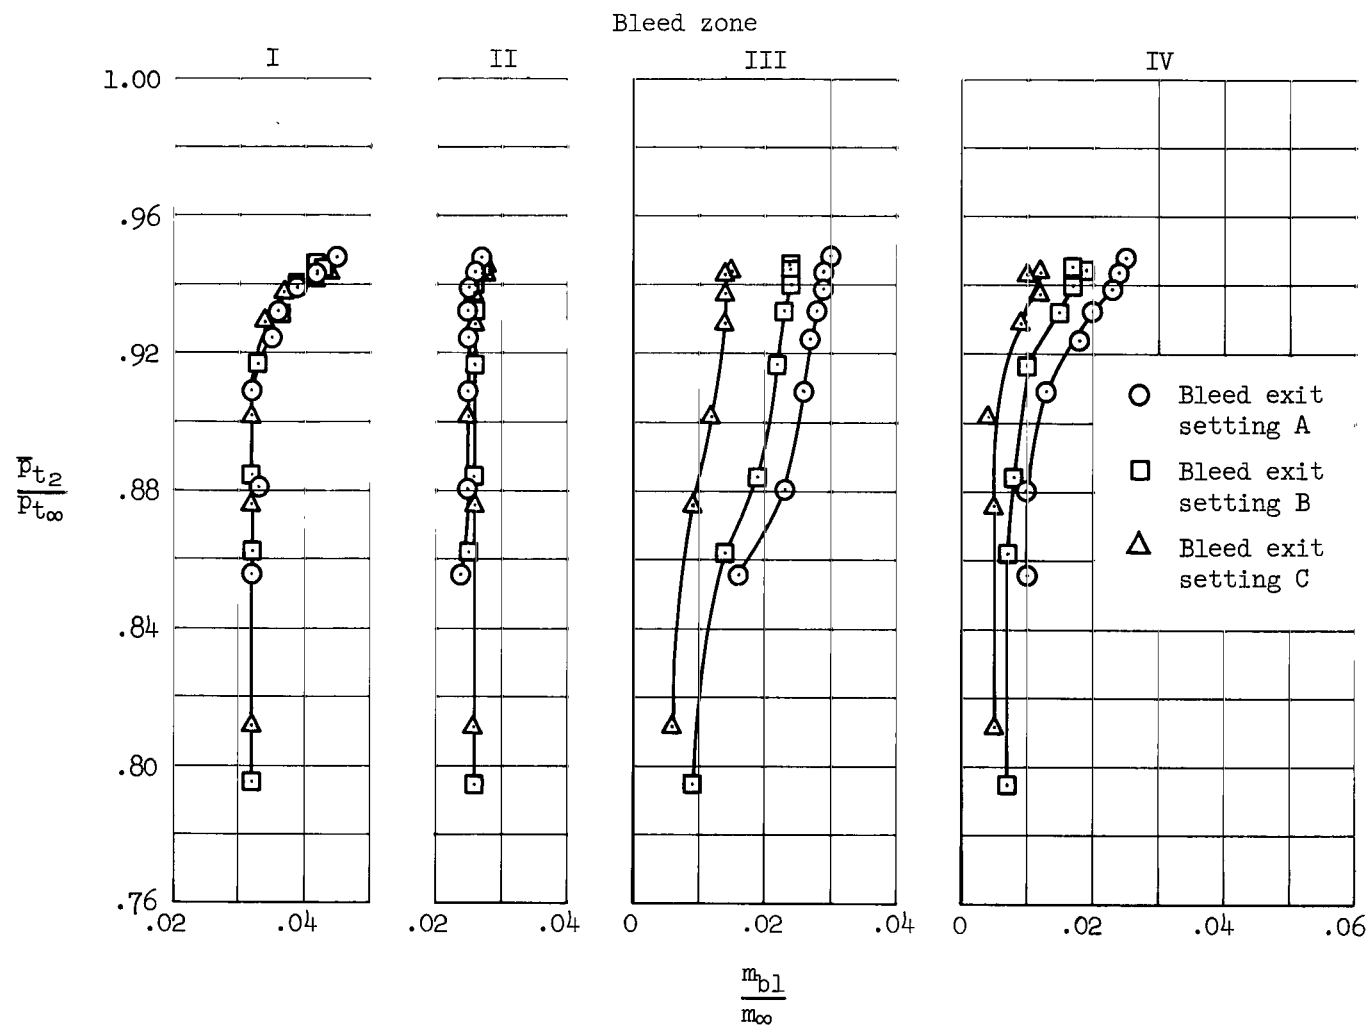 Bleed zone
I II III IV
1.00
.96
.92
.88
.84
.80
.76
p̅t2
pt∞
Bleed exit
setting A
Bleed exit
setting B
Bleed exit
setting C
.02 .04 .02 .04 0 .02 .04 0 .02 .04 .06
mbl
m∞